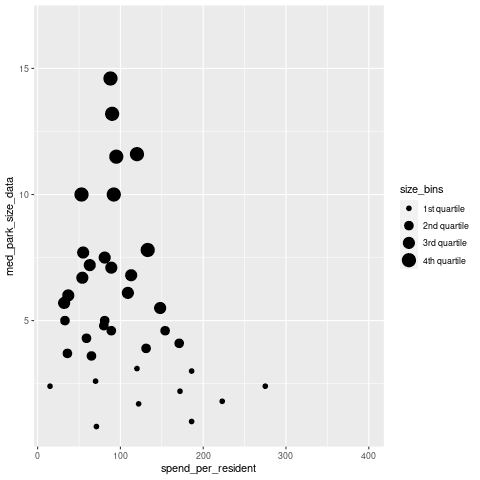 15
10
5
med_park_size_data
0 100 200 300 400
spend_per_resident
size_bins
1st quartile
2nd quartile
3rd quartile
4th quartile